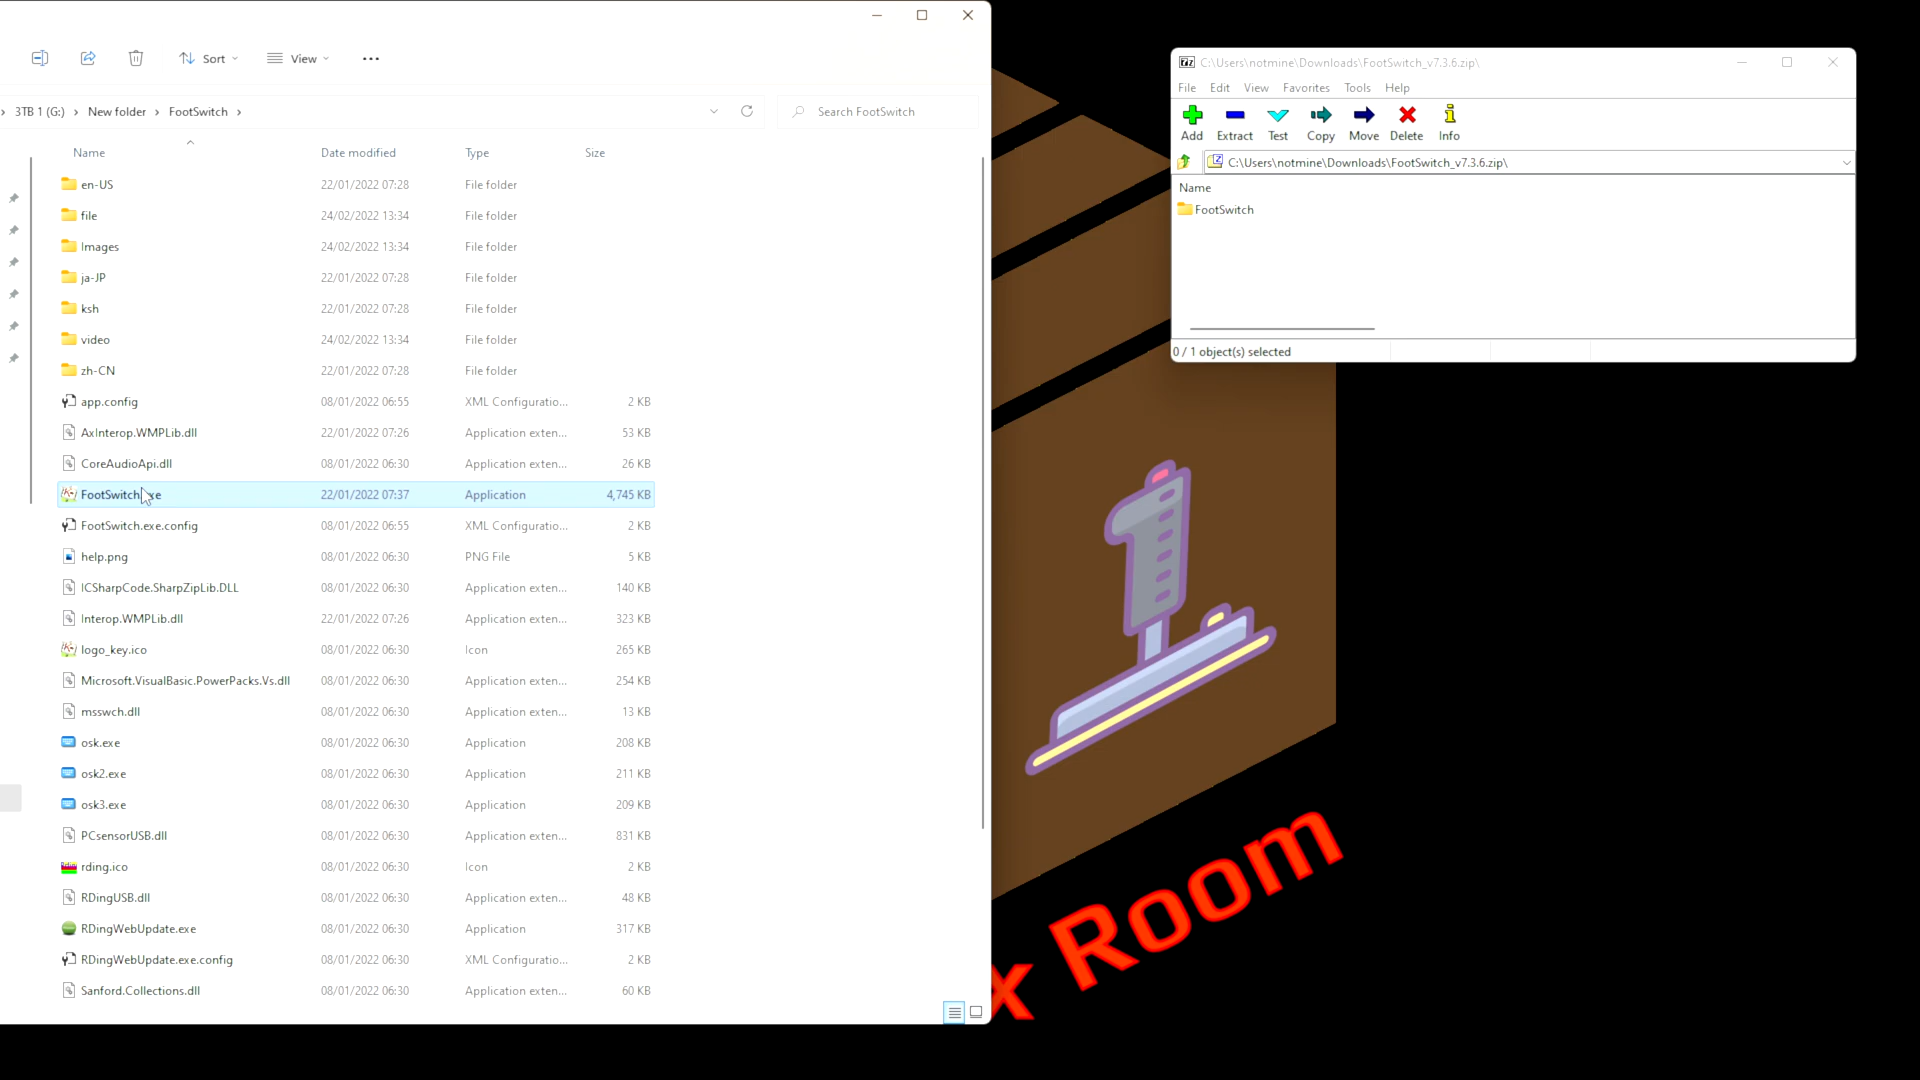 Sort
View
3TB 1 (G:) > New folder > FootSwitch >
Search FootSwitch
Name Date modified Type Size
en-US 22/01/2022 07:28 File folder
file 24/02/2022 13:34 File folder
Images 24/02/2022 13:34 File folder
ja-JP 22/01/2022 07:28 File folder
ksh 22/01/2022 07:28 File folder
video 24/02/2022 13:34 File folder
zh-CN 22/01/2022 07:28 File folder
app.config 08/01/2022 06:55 XML Configuratio... 2 KB
AxInterop.WMPLib.dll 22/01/2022 07:26 Application exten... 53 KB
CoreAudioApi.dll 08/01/2022 06:30 Application exten... 26 KB
FootSwitch.exe 22/01/2022 07:37 Application 4,745 KB
FootSwitch.exe.config 08/01/2022 06:55 XML Configuratio... 2 KB
help.png 08/01/2022 06:30 PNG File 5 KB
ICSharpCode.SharpZipLib.DLL 08/01/2022 06:30 Application exten... 140 KB
Interop.WMPLib.dll 22/01/2022 07:26 Application exten... 323 KB
logo_key.ico 08/01/2022 06:30 Icon 265 KB
Microsoft.VisualBasic.PowerPacks.Vs.dll 08/01/2022 06:30 Application exten... 254 KB
msswch.dll 08/01/2022 06:30 Application exten... 13 KB
osk.exe 08/01/2022 06:30 Application 208 KB
osk2.exe 08/01/2022 06:30 Application 211 KB
osk3.exe 08/01/2022 06:30 Application 209 KB
PCsensorUSB.dll 08/01/2022 06:30 Application exten... 831 KB
rding.ico 08/01/2022 06:30 Icon 2 KB
RDingUSB.dll 08/01/2022 06:30 Application exten... 48 KB
RDingWebUpdate.exe 08/01/2022 06:30 Application 317 KB
RDingWebUpdate.exe.config 08/01/2022 06:30 XML Configuratio... 2 KB
Sanford.Collections.dll 08/01/2022 06:30 Application exten... 60 KB
C:\Users\notmine\Downloads\FootSwitch_v7.3.6.zip\
File Edit View Favorites Tools Help
Add Extract Test Copy Move Delete Info
C:\Users\notmine\Downloads\FootSwitch_v7.3.6.zip\
Name
FootSwitch
0 / 1 object(s) selected
x Room